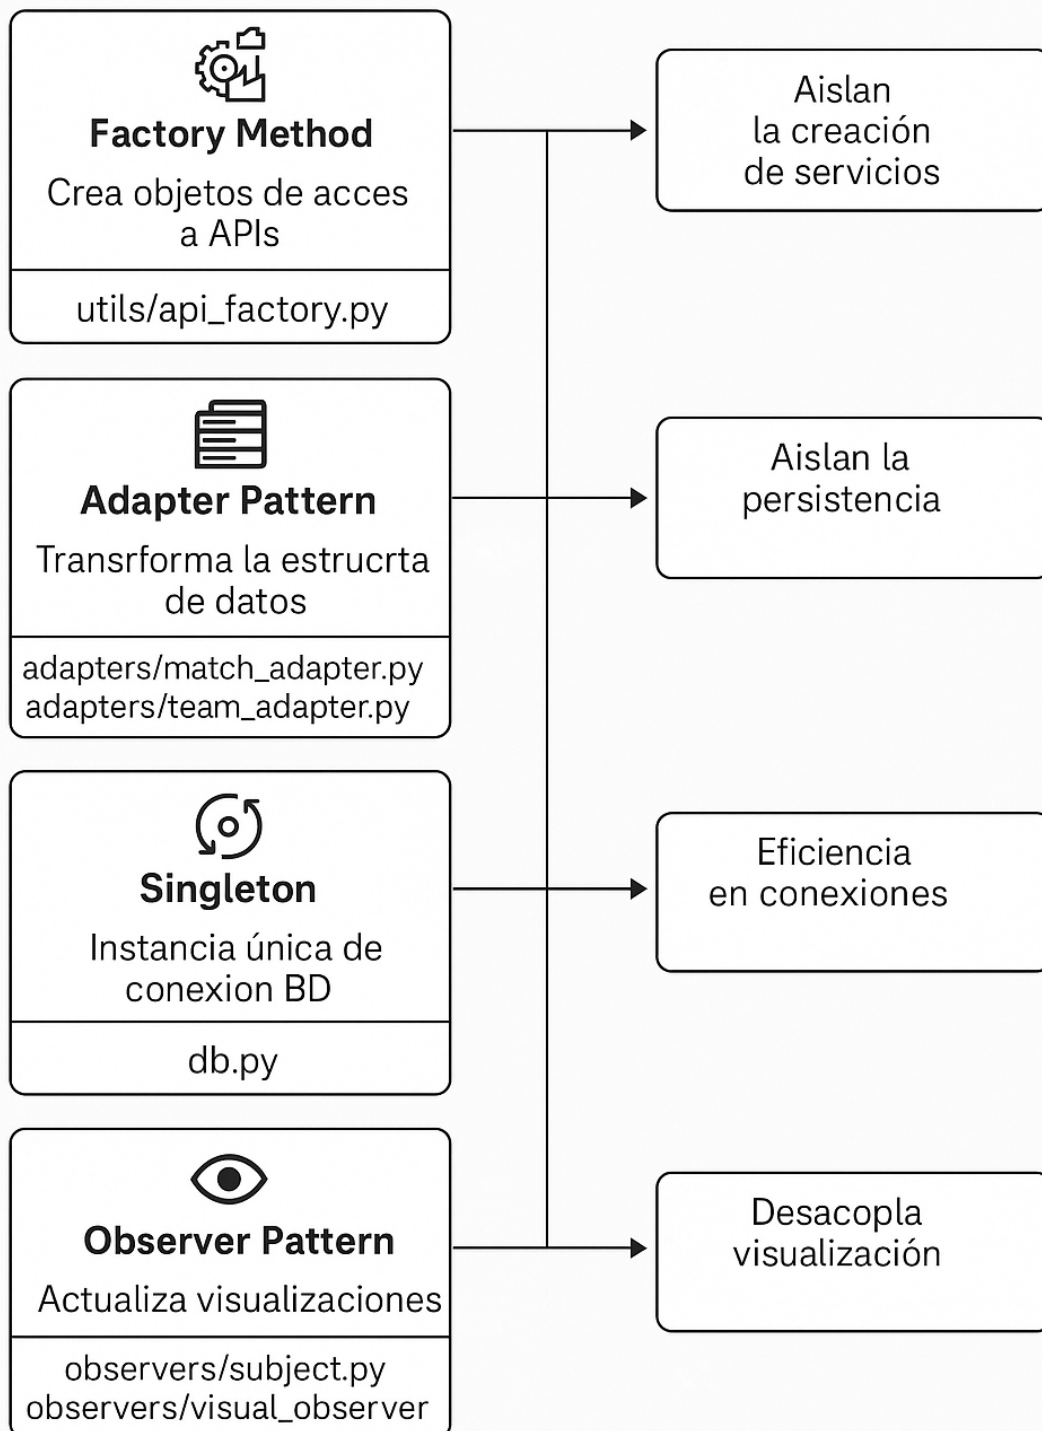 Factory Method
Crea objetos de acces
a APIs
utils/api_factory.py
Aislan
la creación
de servicios
Adapter Pattern
Transrforma la estrucrta
de datos
adapters/match_adapter.py
adapters/team_adapter.py
Aislan la
persistencia
Singleton
Instancia única de
conexion BD
db.py
Eficiencia
en conexiones
Observer Pattern
Actualiza visualizaciones
observers/subject.py
observers/visual_observer
Desacopla
visualización